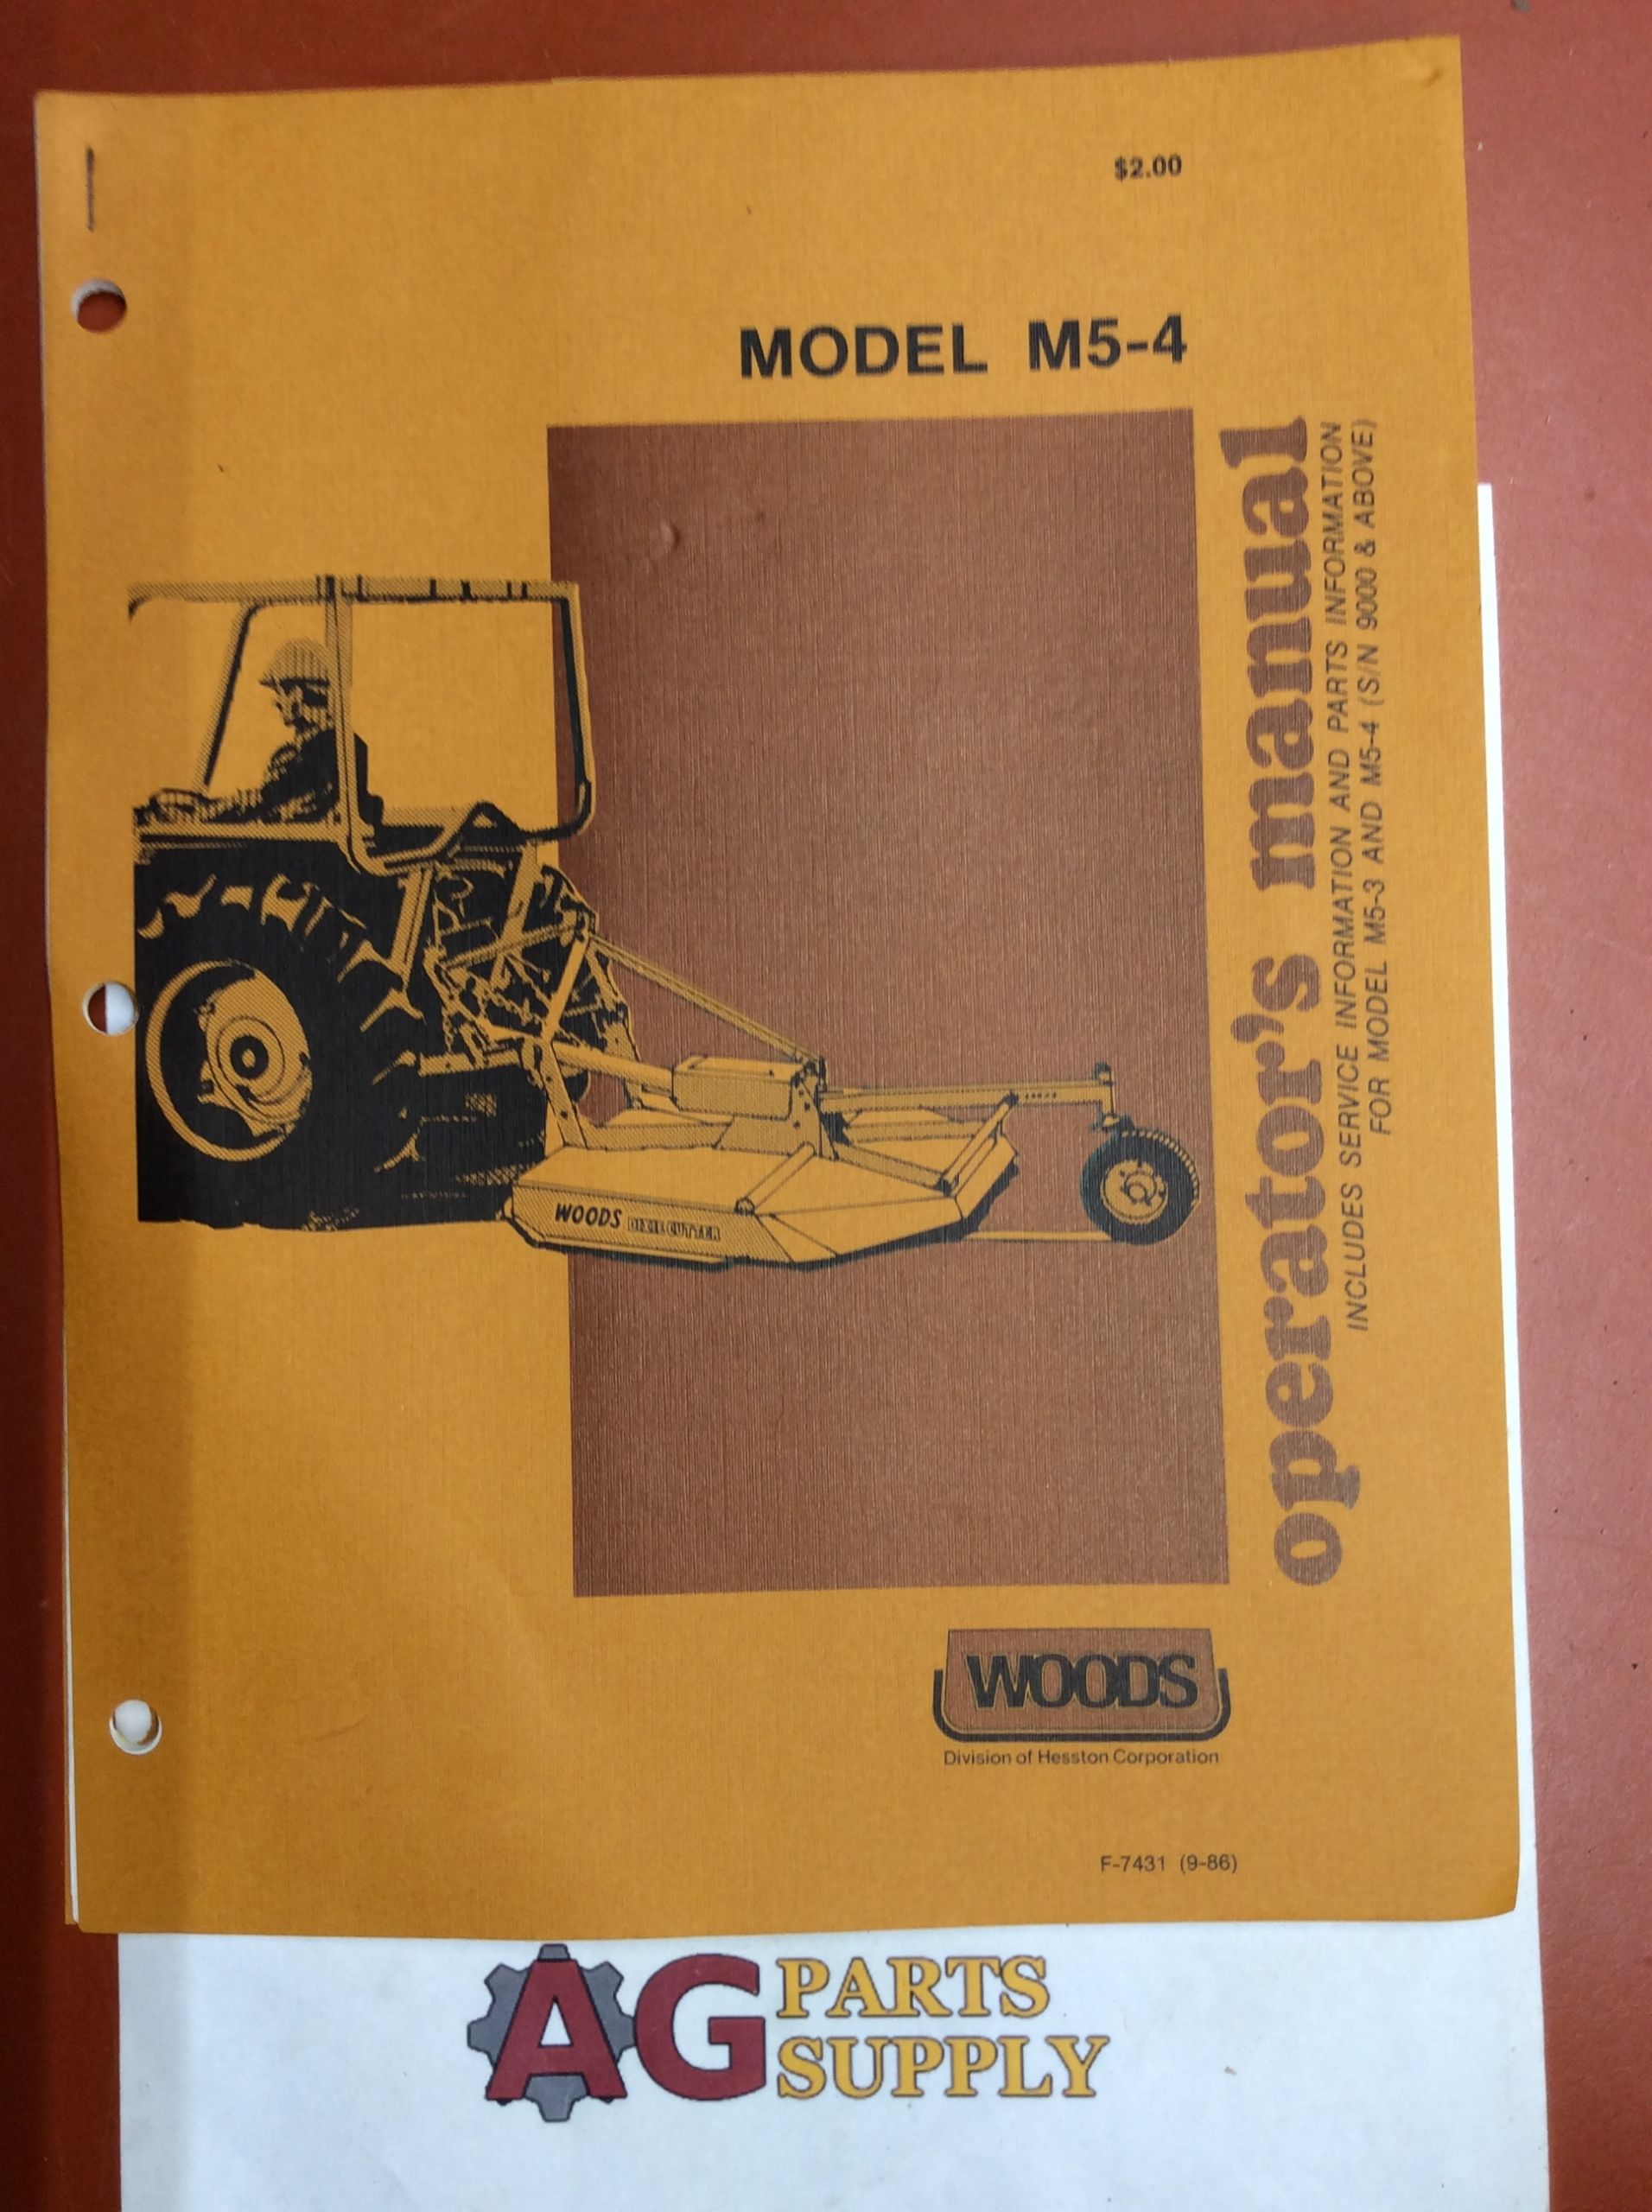 $2.00
MODEL M5-4
operator's manual
INCLUDES SERVICE INFORMATION AND PARTS INFORMATION
FOR MODEL M5-3 AND M5-4 (S/N 9000 & ABOVE)
WOODS DIXIE CUTTER
WOODS
Division of Hesston Corporation
F-7431 (9-86)
AG PARTS
SUPPLY